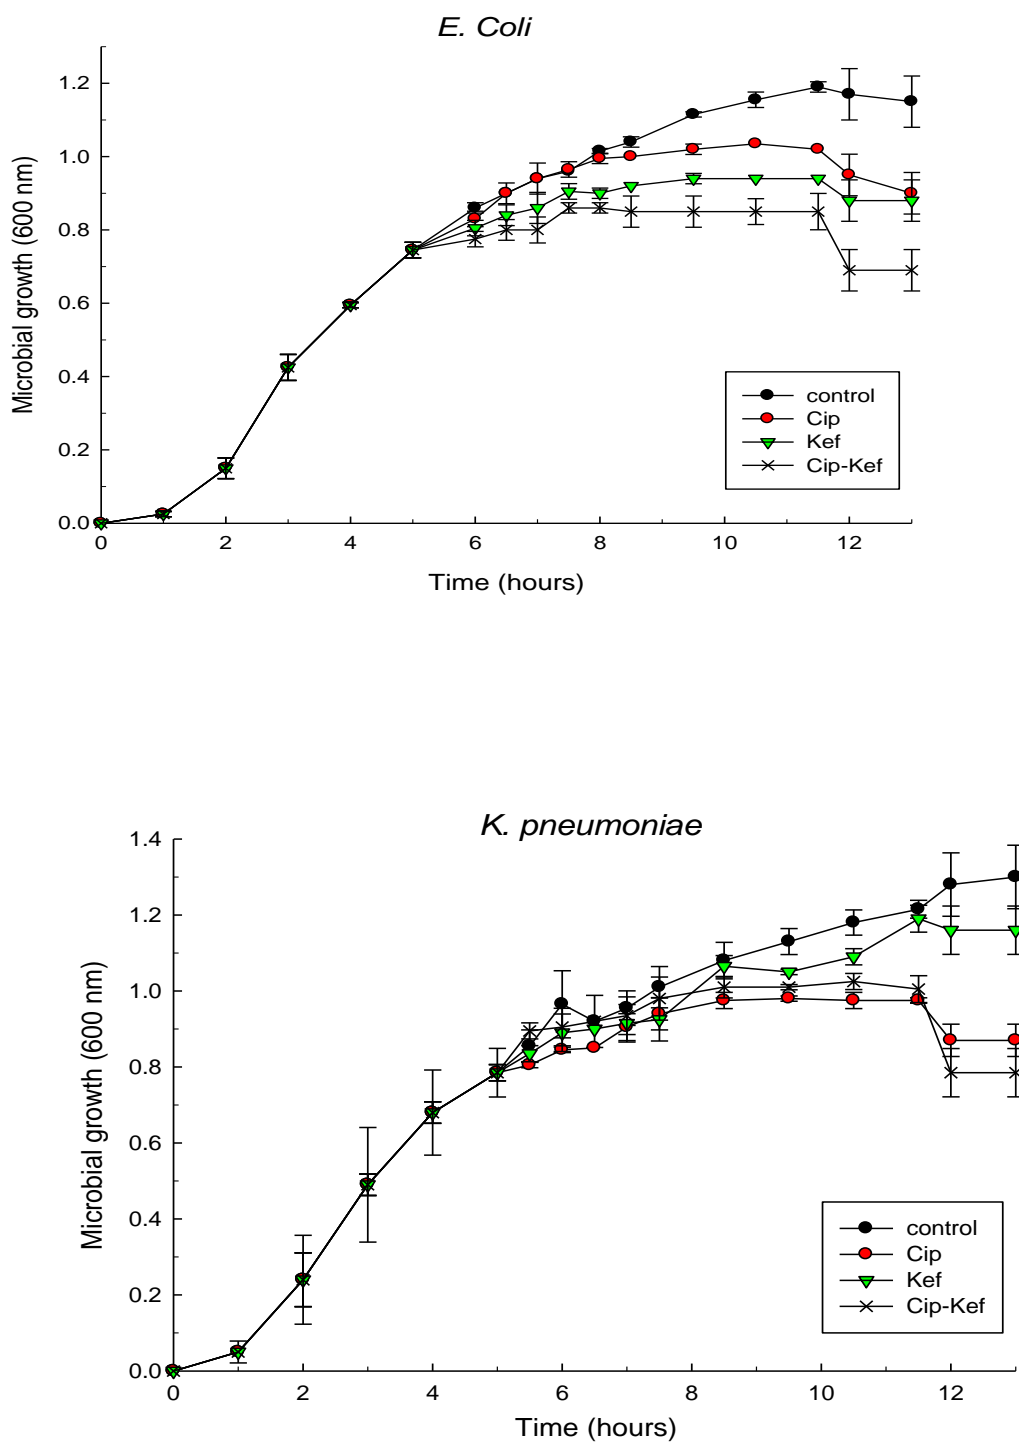 E. Coli
Microbial growth (600 nm)
1.2
1.0
0.8
0.6
0.4
0.2
0.0
0 2 4 6 8 10 12
Time (hours)
control
Cip
Kef
Cip-Kef
K. pneumoniae
Microbial growth (600 nm)
1.4
1.2
1.0
0.8
0.6
0.4
0.2
0.0
0 2 4 6 8 10 12
Time (hours)
control
Cip
Kef
Cip-Kef